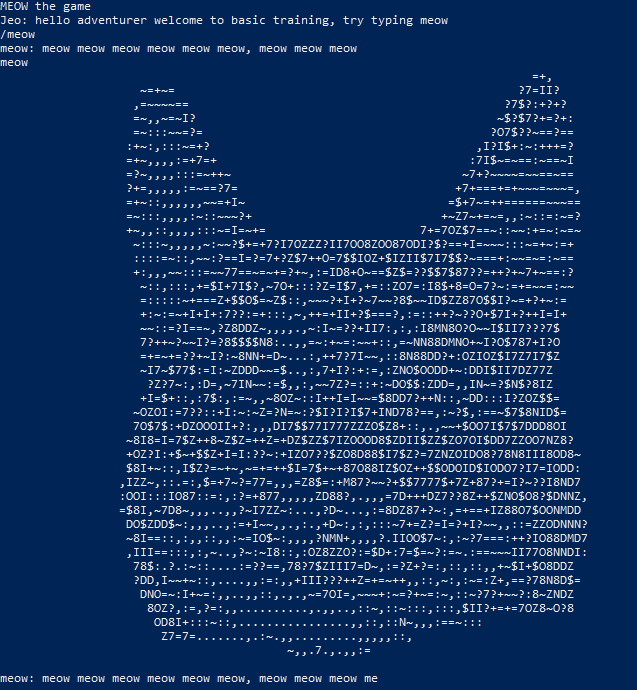 MEOW the game
Jeo: hello adventurer welcome to basic training, try typing meow
/meow
meow: meow meow meow meow meow meow, meow meow meow
meow
meow: meow meow meow meow meow meow, meow meow meow me